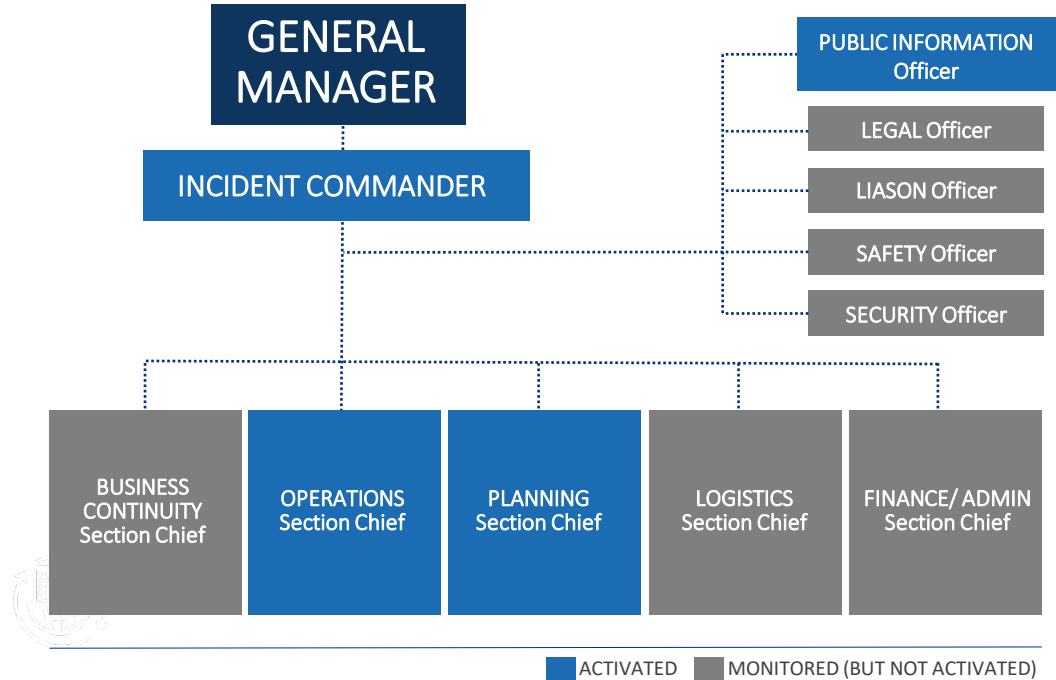 GENERAL
MANAGER
INCIDENT COMMANDER
PUBLIC INFORMATION
Officer
LEGAL Officer
LIASON Officer
SAFETY Officer
SECURITY Officer
BUSINESS
CONTINUITY
Section Chief
OPERATIONS
Section Chief
PLANNING
Section Chief
LOGISTICS
Section Chief
FINANCE/ ADMIN
Section Chief
ACTIVATED
MONITORED (BUT NOT ACTIVATED)